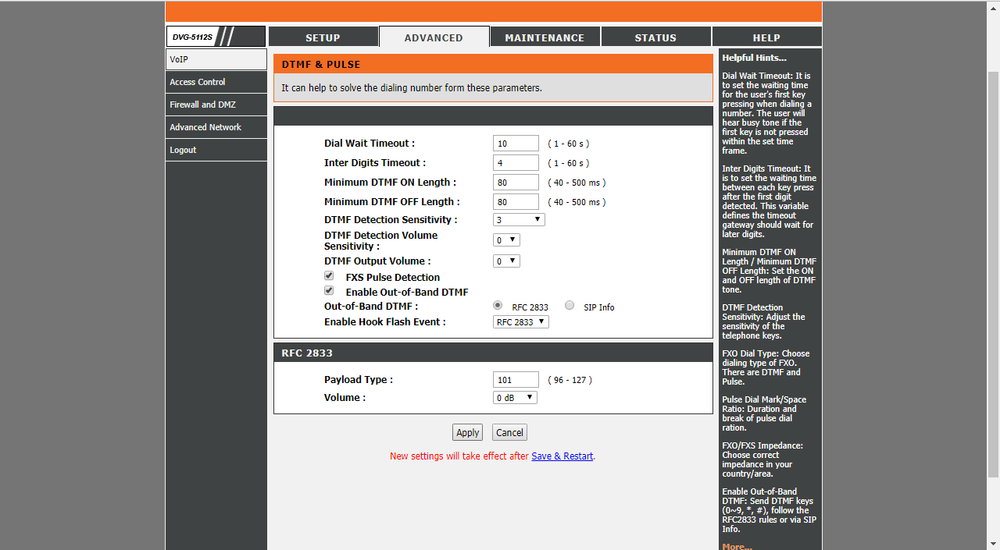 DVG-5112S
SETUP
ADVANCED
MAINTENANCE
STATUS
HELP
VoIP
Access Control
Firewall and DMZ
Advanced Network
Logout
DTMF & PULSE
It can help to solve the dialing number form these parameters.
Dial Wait Timeout : 10 ( 1 - 60 s )
Inter Digits Timeout : 4 ( 1 - 60 s )
Minimum DTMF ON Length : 80 ( 40 - 500 ms )
Minimum DTMF OFF Length : 80 ( 40 - 500 ms )
DTMF Detection Sensitivity : 3
DTMF Detection Volume
Sensitivity : 0
DTMF Output Volume : 0
FXS Pulse Detection
Enable Out-of-Band DTMF
Out-of-Band DTMF : RFC 2833 SIP Info
Enable Hook Flash Event : RFC 2833
RFC 2833
Payload Type : 101 ( 96 - 127 )
Volume : 0 dB
Apply Cancel
New settings will take effect after Save & Restart.
Helpful Hints...
Dial Wait Timeout: It is
to set the waiting time
for the user's first key
pressing when dialing a
number. The user will
hear busy tone if the
first key is not pressed
within the set time
frame.
Inter Digits Timeout: It
is to set the waiting time
between each key press
after the first digit
detected. This variable
defines the timeout
gateway should wait for
later digits.
Minimum DTMF ON
Length / Minimum DTMF
OFF Length: Set the ON
and OFF length of DTMF
tone.
DTMF Detection
Sensitivity: Adjust the
sensitivity of the
telephone keys.
FXO Dial Type: Choose
dialing type of FXO.
There are DTMF and
Pulse.
Pulse Dial Mark/Space
Ratio: Duration and
break of pulse dial
ration.
FXO/FXS Impedance:
Choose correct
impedance in your
country/area.
Enable Out-of-Band
DTMF: Send DTMF keys
(0~9, *, #), follow the
RFC2833 rules or via SIP
Info.
More...